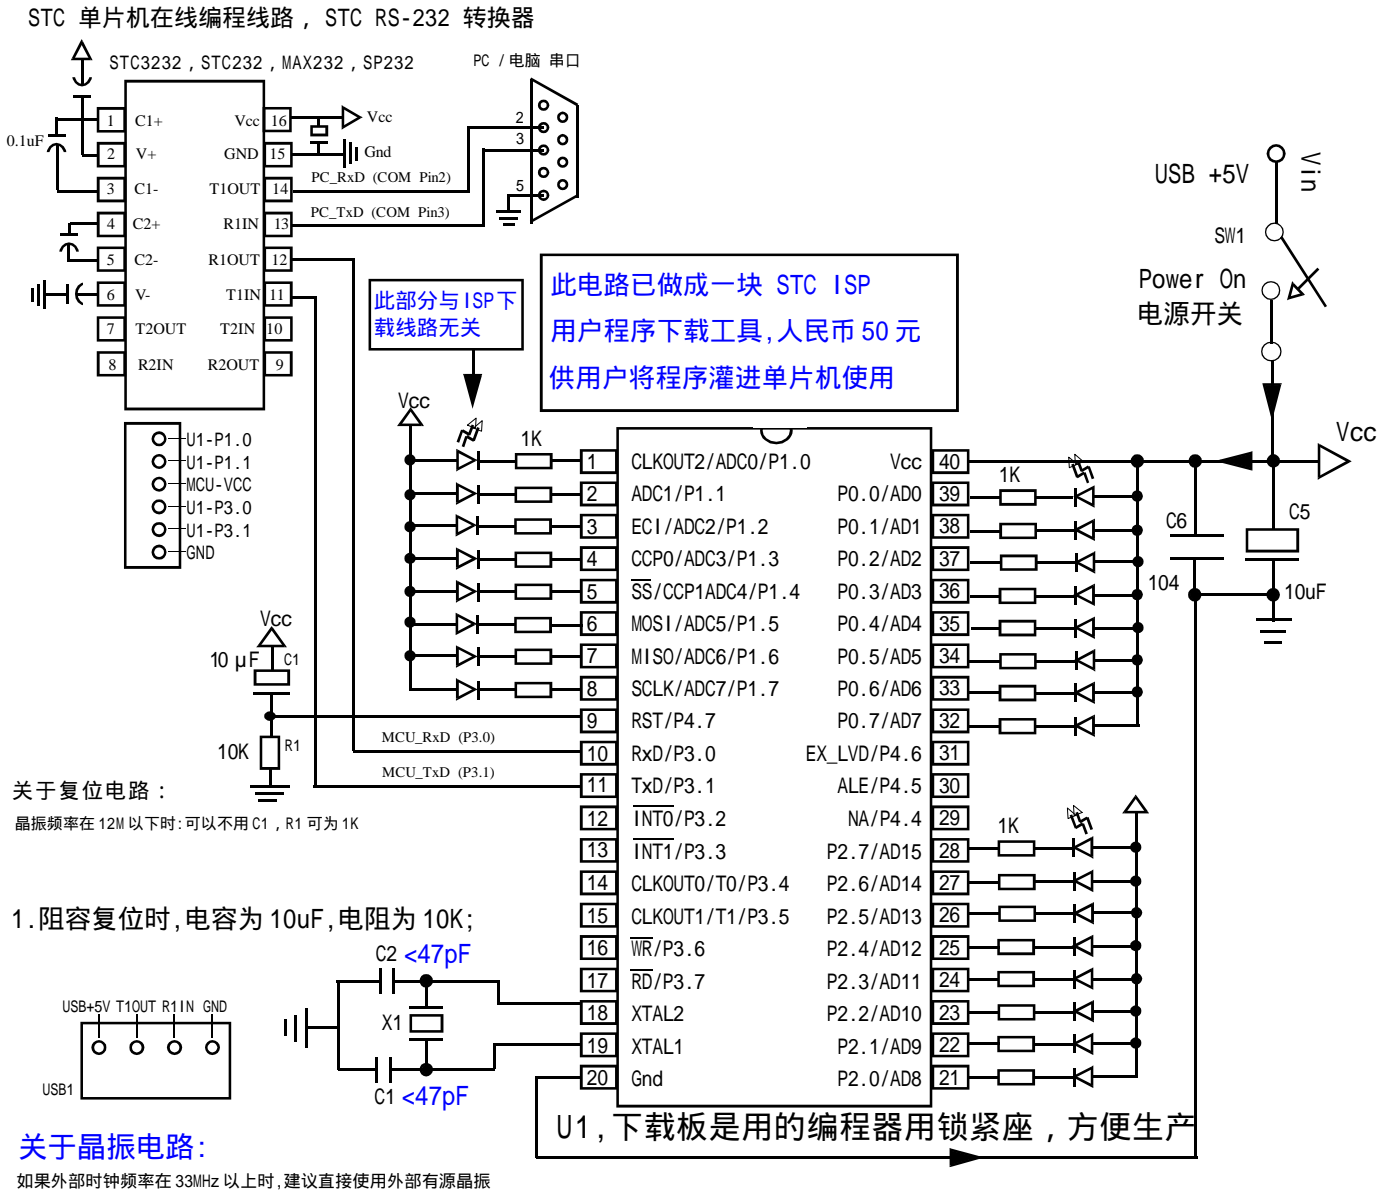 STC 单片机在线编程线路，STC RS-232 转换器
STC3232，STC232，MAX232，SP232
PC /电脑 串口
0.1uF
1 C1+ Vcc 16 Vcc
2 V+ GND 15 Gnd
3 C1- T1OUT 14 PC_RxD (COM Pin2)
4 C2+ R1IN 13 PC_TxD (COM Pin3)
5 C2- R1OUT 12
6 V- T1IN 11
7 T2OUT T2IN 10
8 R2IN R2OUT 9
2
3
5
U1-P1.0
U1-P1.1
MCU-VCC
U1-P3.0
U1-P3.1
GND
此部分与ISP下
载线路无关
此电路已做成一块 STC ISP
用户程序下载工具,人民币 50 元
供用户将程序灌进单片机使用
USB +5V
Vin
SW1
Power On
电源开关
Vcc
Vcc
1K
1K
C6
104
C5
10uF
1 CLKOUT2/ADC0/P1.0 Vcc 40
2 ADC1/P1.1 P0.0/AD0 39
3 ECI/ADC2/P1.2 P0.1/AD1 38
4 CCP0/ADC3/P1.3 P0.2/AD2 37
5 SS/CCP1ADC4/P1.4 P0.3/AD3 36
6 MOSI/ADC5/P1.5 P0.4/AD4 35
7 MISO/ADC6/P1.6 P0.5/AD5 34
8 SCLK/ADC7/P1.7 P0.6/AD6 33
9 RST/P4.7 P0.7/AD7 32
10 RxD/P3.0 EX_LVD/P4.6 31
11 TxD/P3.1 ALE/P4.5 30
12 INT0/P3.2 NA/P4.4 29
13 INT1/P3.3 P2.7/AD15 28
14 CLKOUT0/T0/P3.4 P2.6/AD14 27
15 CLKOUT1/T1/P3.5 P2.5/AD13 26
16 WR/P3.6 P2.4/AD12 25
17 RD/P3.7 P2.3/AD11 24
18 XTAL2 P2.2/AD10 23
19 XTAL1 P2.1/AD9 22
20 Gnd P2.0/AD8 21
1K
Vcc
10 μF C1
10K R1
MCU_RxD (P3.0)
MCU_TxD (P3.1)
关于复位电路：
晶振频率在 12M 以下时:可以不用 C1，R1 可为 1K
1.阻容复位时,电容为 10uF,电阻为 10K;
C2 <47pF
X1
C1 <47pF
USB+5V T1OUT R1IN GND
USB1
U1,下载板是用的编程器用锁紧座，方便生产
关于晶振电路:
如果外部时钟频率在 33MHz 以上时,建议直接使用外部有源晶振